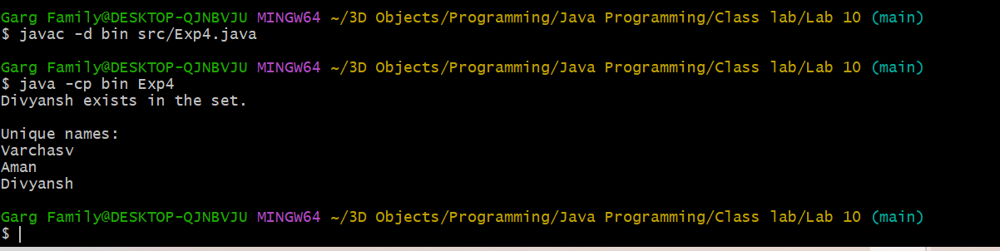 Garg Family@DESKTOP-QJNBVJU MINGW64 ~/3D Objects/Programming/Java Programming/Class lab/Lab 10 (main)
$ javac -d bin src/Exp4.java
Garg Family@DESKTOP-QJNBVJU MINGW64 ~/3D Objects/Programming/Java Programming/Class lab/Lab 10 (main)
$ java -cp bin Exp4
Divyansh exists in the set.
Unique names:
Varchasv
Aman
Divyansh
Garg Family@DESKTOP-QJNBVJU MINGW64 ~/3D Objects/Programming/Java Programming/Class lab/Lab 10 (main)
$